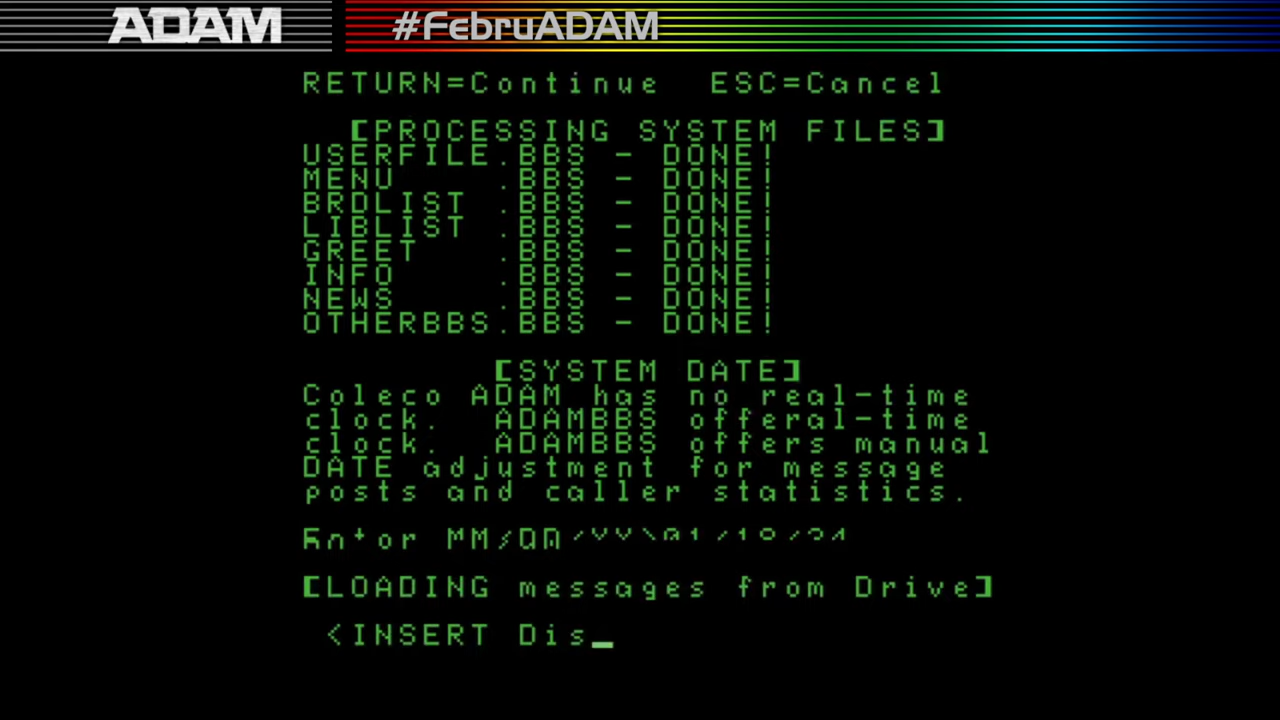 ADAM #FebruADAM
RETURN=Continue ESC=Cancel
[PROCESSING SYSTEM FILES]
USERFILE.BBS - DONE!
MENU .BBS - DONE!
BRDLIST .BBS - DONE!
LIBLIST .BBS - DONE!
GREET .BBS - DONE!
INFO .BBS - DONE!
NEWS .BBS - DONE!
OTHERBBS.BBS - DONE!
[SYSTEM DATE]
Coleco ADAM has no real-time
clock. ADAMBBS offeral-time
clock. ADAMBBS offers manual
DATE adjustment for message
posts and caller statistics.
[LOADING messages from Drive]
<INSERT Dis_